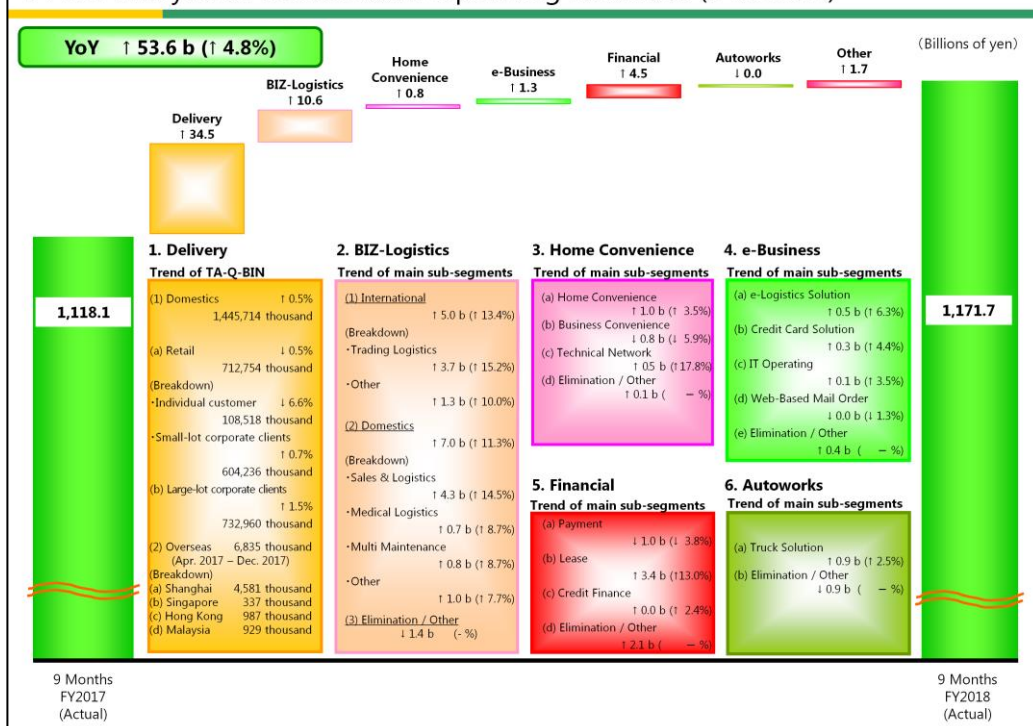 YoY ↑ 53.6 b (↑ 4.8%)
(Billions of yen)
Delivery
↑ 34.5
BIZ-Logistics
↑ 10.6
Home
Convenience
↑ 0.8
e-Business
↑ 1.3
Financial
↑ 4.5
Autoworks
↓ 0.0
Other
↑ 1.7
1,118.1
1. Delivery
Trend of TA-Q-BIN
(1) Domestics ↑ 0.5%
1,445,714 thousand
(a) Retail ↓ 0.5%
712,754 thousand
(Breakdown)
・Individual customer ↓ 6.6%
108,518 thousand
・Small-lot corporate clients
↑ 0.7%
604,236 thousand
(b) Large-lot corporate clients
↑ 1.5%
732,960 thousand
(2) Overseas 6,835 thousand
(Apr. 2017 – Dec. 2017)
(Breakdown)
(a) Shanghai 4,581 thousand
(b) Singapore 337 thousand
(c) Hong Kong 987 thousand
(d) Malaysia 929 thousand
2. BIZ-Logistics
Trend of main sub-segments
(1) International
↑ 5.0 b (↑ 13.4%)
(Breakdown)
・Trading Logistics
↑ 3.7 b (↑ 15.2%)
・Other
↑ 1.3 b (↑ 10.0%)
(2) Domestics
↑ 7.0 b (↑ 11.3%)
(Breakdown)
・Sales & Logistics
↑ 4.3 b (↑ 14.5%)
・Medical Logistics
↑ 0.7 b (↑ 8.7%)
・Multi Maintenance
↑ 0.8 b (↑ 8.7%)
・Other
↑ 1.0 b (↑ 7.7%)
(3) Elimination / Other
↓ 1.4 b (- %)
3. Home Convenience
Trend of main sub-segments
(a) Home Convenience
↑ 1.0 b (↑ 3.5%)
(b) Business Convenience
↓ 0.8 b (↓ 5.9%)
(c) Technical Network
↑ 0.5 b (↑17.8%)
(d) Elimination / Other
↑ 0.1 b ( − %)
4. e-Business
Trend of main sub-segments
(a) e-Logistics Solution
↑ 0.5 b (↑ 6.3%)
(b) Credit Card Solution
↑ 0.3 b (↑ 4.4%)
(c) IT Operating
↑ 0.1 b (↑ 3.5%)
(d) Web-Based Mail Order
↓ 0.0 b (↓ 1.3%)
(e) Elimination / Other
↑ 0.4 b ( − %)
5. Financial
Trend of main sub-segments
(a) Payment
↓ 1.0 b (↓ 3.8%)
(b) Lease
↑ 3.4 b (↑13.0%)
(c) Credit Finance
↑ 0.0 b (↑ 2.4%)
(d) Elimination / Other
↑ 2.1 b ( − %)
6. Autoworks
Trend of main sub-segments
(a) Truck Solution
↑ 0.9 b (↑ 2.5%)
(b) Elimination / Other
↓ 0.9 b ( − %)
1,171.7
9 Months
FY2017
(Actual)
9 Months
FY2018
(Actual)